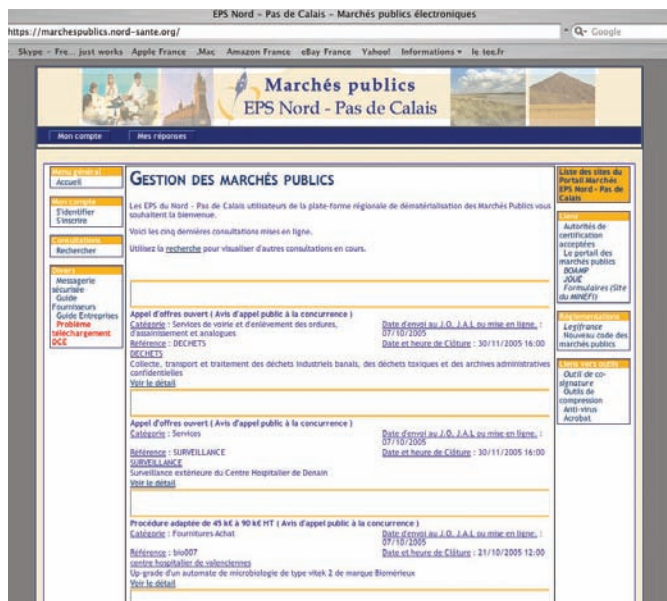 EPS Nord - Pas de Calais - Marchés publics électroniques
https://marchespublics.nord-sante.org/
Q- Google
Skype - Fre... just works Apple France .Mac Amazon France eBay France Yahoo! Informations le tee.fr
Marchés publics
EPS Nord - Pas de Calais
Mon compte Mes réponses
Menu général
Accueil
Mon compte
S'identifier
S'inscrire
Consultations
Rechercher
Divers
Messagerie
sécurisée
Guide
Fournisseurs
Guide Entreprises
Problème
téléchargement
DCE
GESTION DES MARCHÉS PUBLICS
Les EPS du Nord - Pas de Calais utilisateurs de la plate-forme régionale de dématérialisation des Marchés Publics vous
souhaitent la bienvenue.
Voici les cinq dernières consultations mises en ligne.
Utilisez la recherche pour visualiser d'autres consultations en cours.
Appel d'offres ouvert ( Avis d'appel public à la concurrence )
Catégorie : Services de voirie et d'enlèvement des ordures,
d'assainissement et analogues
Date d'envoi au J.O, J.A.L ou mise en ligne. :
07/10/2005
Référence : DECHETS
Date et heure de Clôture : 30/11/2005 16:00
DECHETS
Collecte, transport et traitement des déchets industriels banals, des déchets toxiques et des archives administratives
confidentielles
Voir le détail
Appel d'offres ouvert ( Avis d'appel public à la concurrence )
Catégorie : Services
Date d'envoi au J.O, J.A.L ou mise en ligne. :
07/10/2005
Référence : SURVEILLANCE
Date et heure de Clôture : 30/11/2005 16:00
SURVEILLANCE
Surveillance extérieure du Centre Hospitalier de Denain
Voir le détail
Procédure adaptée de 45 k€ à 90 k€ HT ( Avis d'appel public à la concurrence )
Catégorie : Fournitures Achat
Date d'envoi au J.O, J.A.L ou mise en ligne. :
07/10/2005
Référence : bio007
Date et heure de Clôture : 21/10/2005 12:00
centre hospitalier de valenciennes
Up-grade d'un automate de microbiologie de type vitek 2 de marque Biomérieux
Voir le détail
Liste des sites du
Portail Marchés
EPS Nord - Pas de
Calais
Liens
Autorités de
certification
acceptées
Le portail des
marchés publics
BOAMP
JOUE
Formulaires (Site
du MINEFI)
Réglementations
Legifrance
Nouveau code des
marchés publics
Liens vers outils
Outil de co-
signature
Outils de
compression
Anti-virus
Acrobat